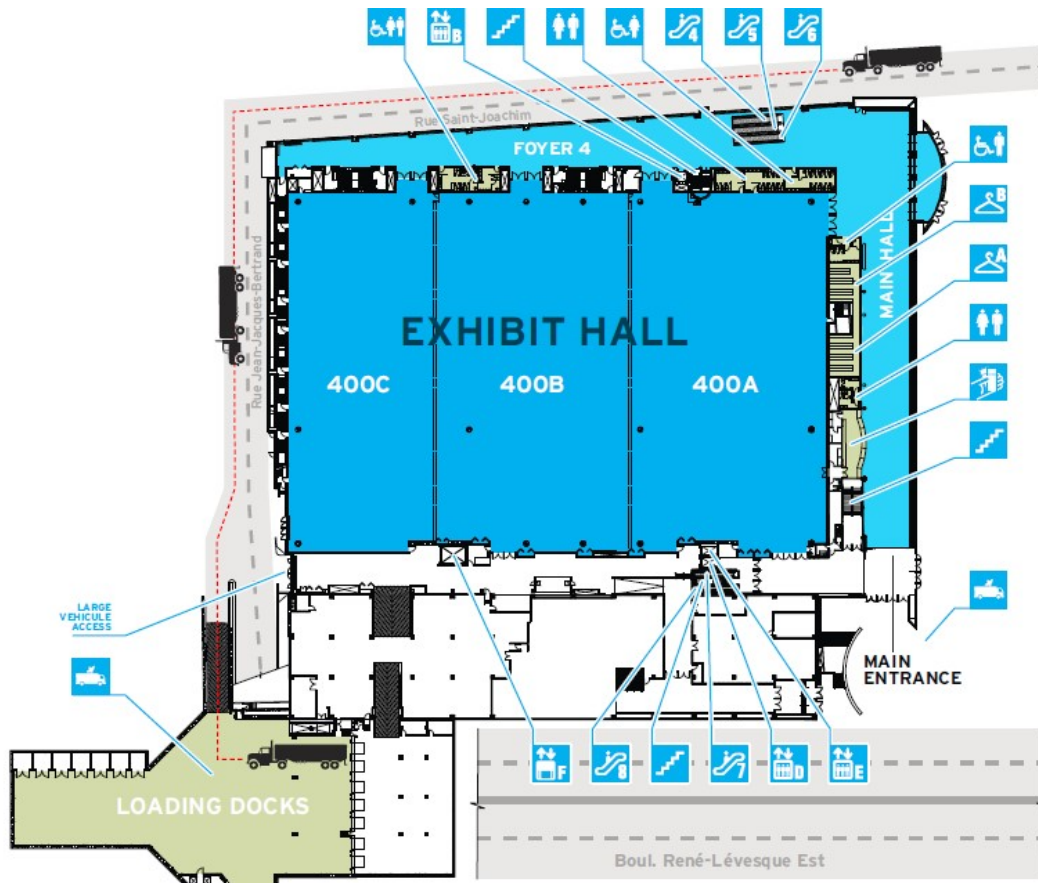 B
4
5
6
Rue Saint-Joachim
FOYER 4
Rue Jean-Jacques-Bertrand
MAIN HALL
B
A
EXHIBIT HALL
400C
400B
400A
LARGE
VEHICULE
ACCESS
MAIN
ENTRANCE
F
8
7
D
E
LOADING DOCKS
Boul. René-Lévesque Est